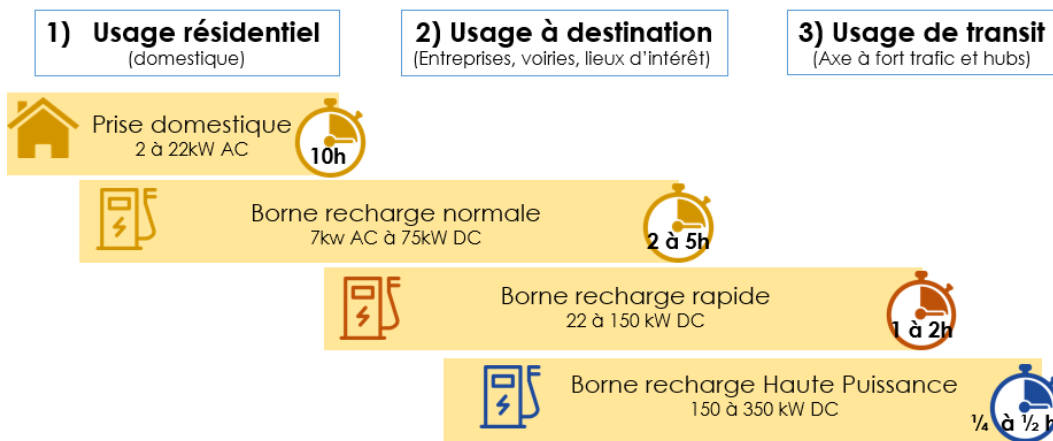 1) Usage résidentiel
(domestique)
2) Usage à destination
(Entreprises, voiries, lieux d'intérêt)
3) Usage de transit
(Axe à fort trafic et hubs)
Prise domestique
2 à 22kW AC
10h
Borne recharge normale
7kw AC à 75kW DC
2 à 5h
Borne recharge rapide
22 à 150 kW DC
1 à 2h
Borne recharge Haute Puissance
150 à 350 kW DC
¼ à ½ h